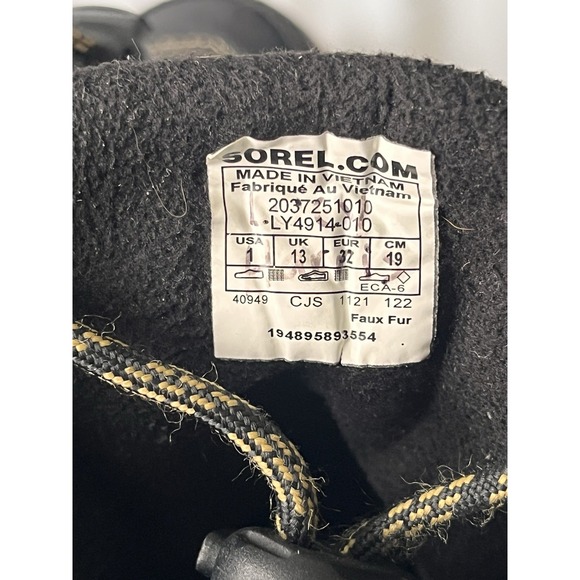 SOREL.COM
MADE IN VIETNAM
Fabriqué Au Vietnam
2037251010
LY4914-010
USA UK EUR CM
1 13 32 19
ECA-6
40949 CJS 1121 122
Faux Fur
194895893554